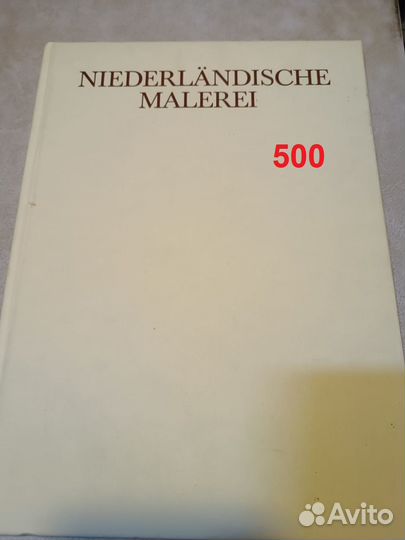 NIEDERLÄNDISCHE
MALEREI
500
Avito